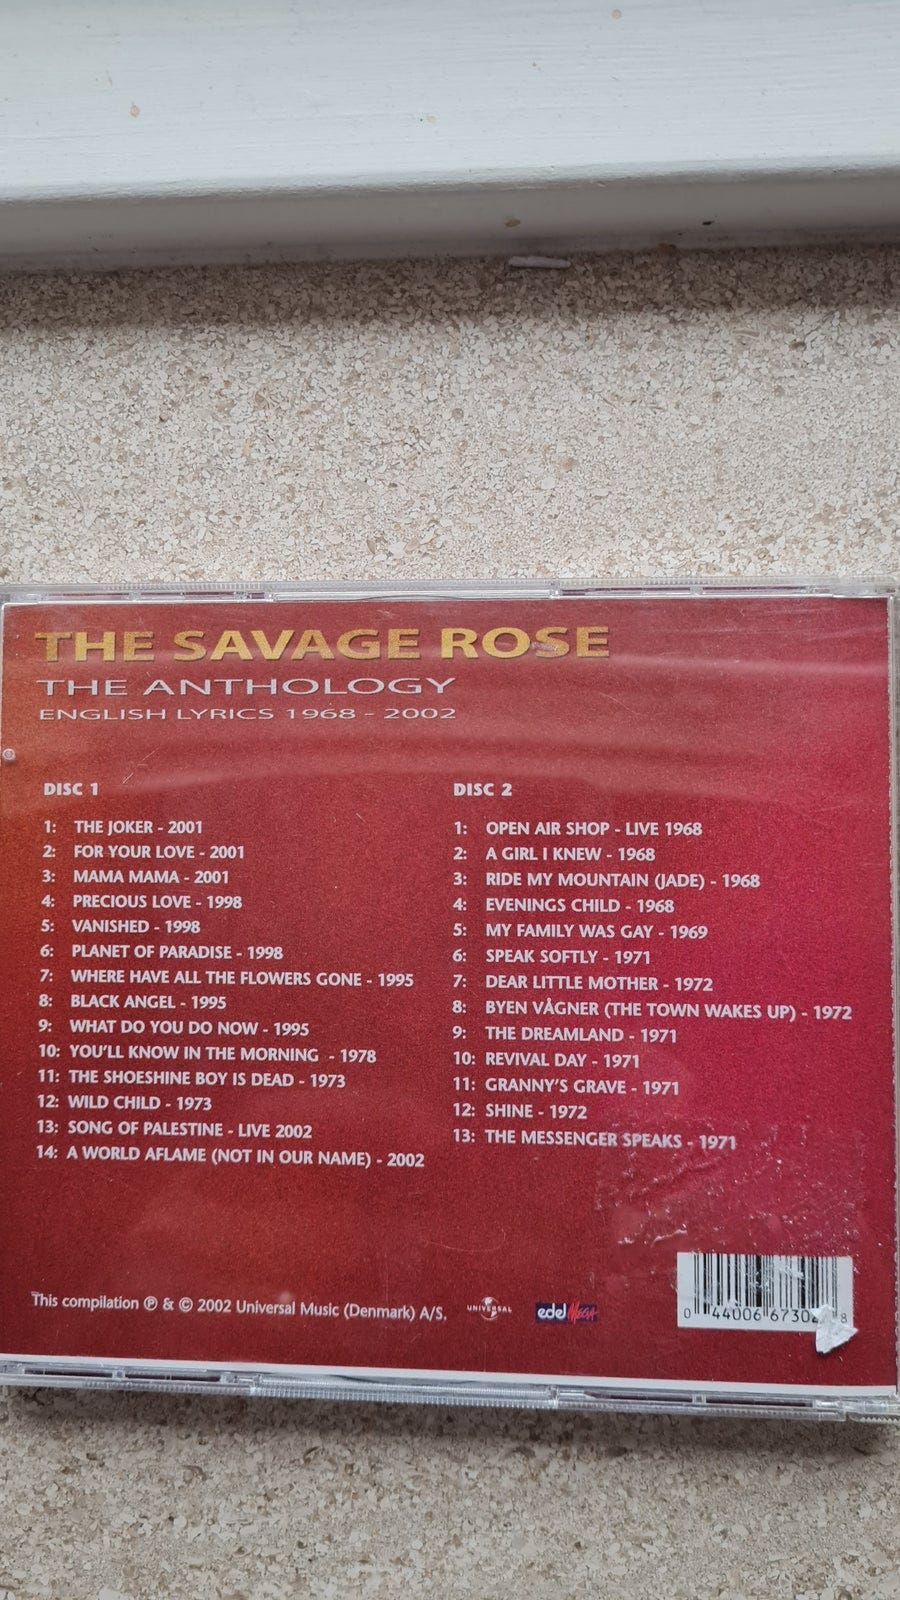 THE SAVAGE ROSE
THE ANTHOLOGY
ENGLISH LYRICS 1968 - 2002
DISC 1
1: THE JOKER - 2001
2: FOR YOUR LOVE - 2001
3: MAMA MAMA - 2001
4: PRECIOUS LOVE - 1998
5: VANISHED - 1998
6: PLANET OF PARADISE - 1998
7: WHERE HAVE ALL THE FLOWERS GONE - 1995
8: BLACK ANGEL - 1995
9: WHAT DO YOU DO NOW - 1995
10: YOU'LL KNOW IN THE MORNING - 1978
11: THE SHOESHINE BOY IS DEAD - 1973
12: WILD CHILD - 1973
13: SONG OF PALESTINE - LIVE 2002
14: A WORLD AFLAME (NOT IN OUR NAME) - 2002
DISC 2
1: OPEN AIR SHOP - LIVE 1968
2: A GIRL I KNEW - 1968
3: RIDE MY MOUNTAIN (JADE) - 1968
4: EVENINGS CHILD - 1968
5: MY FAMILY WAS GAY - 1969
6: SPEAK SOFTLY - 1971
7: DEAR LITTLE MOTHER - 1972
8: BYEN VÅGNER (THE TOWN WAKES UP) - 1972
9: THE DREAMLAND - 1971
10: REVIVAL DAY - 1971
11: GRANNY'S GRAVE - 1971
12: SHINE - 1972
13: THE MESSENGER SPEAKS - 1971
This compilation ℗ & © 2002 Universal Music (Denmark) A/S.
UNIVERSAL
edel MEGA
0 44006 6730 8